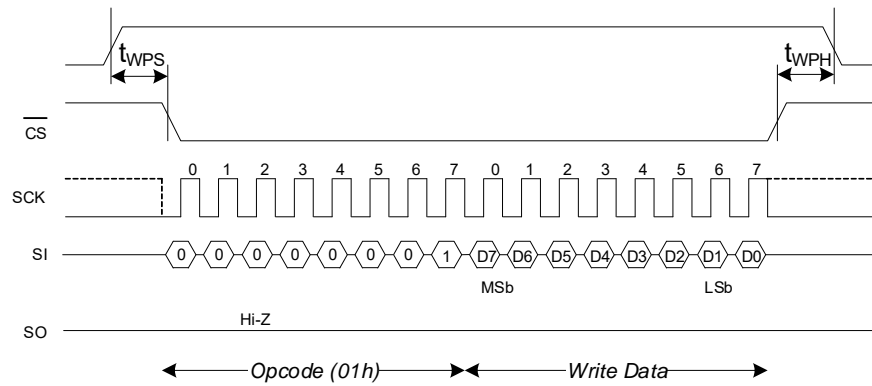 tWPS tWPH
CS
0 1 2 3 4 5 6 7 0 1 2 3 4 5 6 7
SCK
SI 0 0 0 0 0 0 0 1 D7 D6 D5 D4 D3 D2 D1 D0
MSb LSb
Hi-Z
SO
Opcode (01h) Write Data